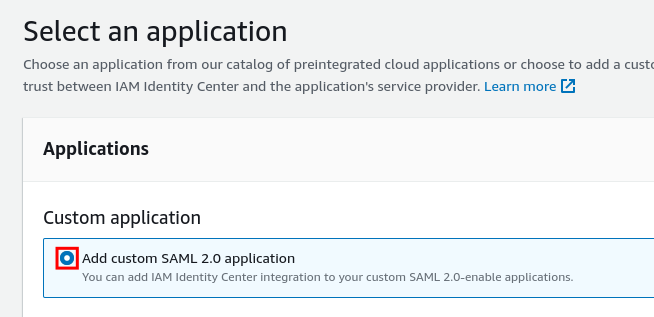 Select an application
Choose an application from our catalog of preintegrated cloud applications or choose to add a custo
trust between IAM Identity Center and the application's service provider. Learn more
Applications
Custom application
Add custom SAML 2.0 application
You can add IAM Identity Center integration to your custom SAML 2.0-enable applications.